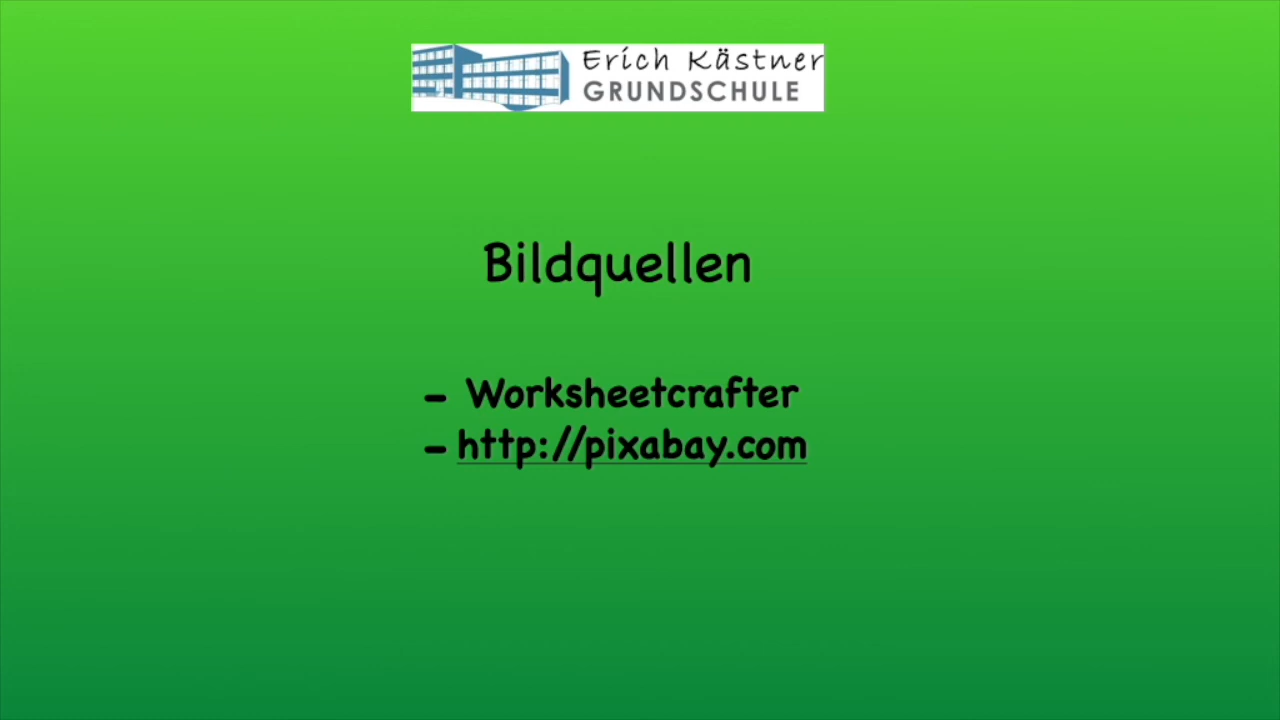 Erich Kästner
GRUNDSCHULE
Bildquellen
- Worksheetcrafter
- http://pixabay.com